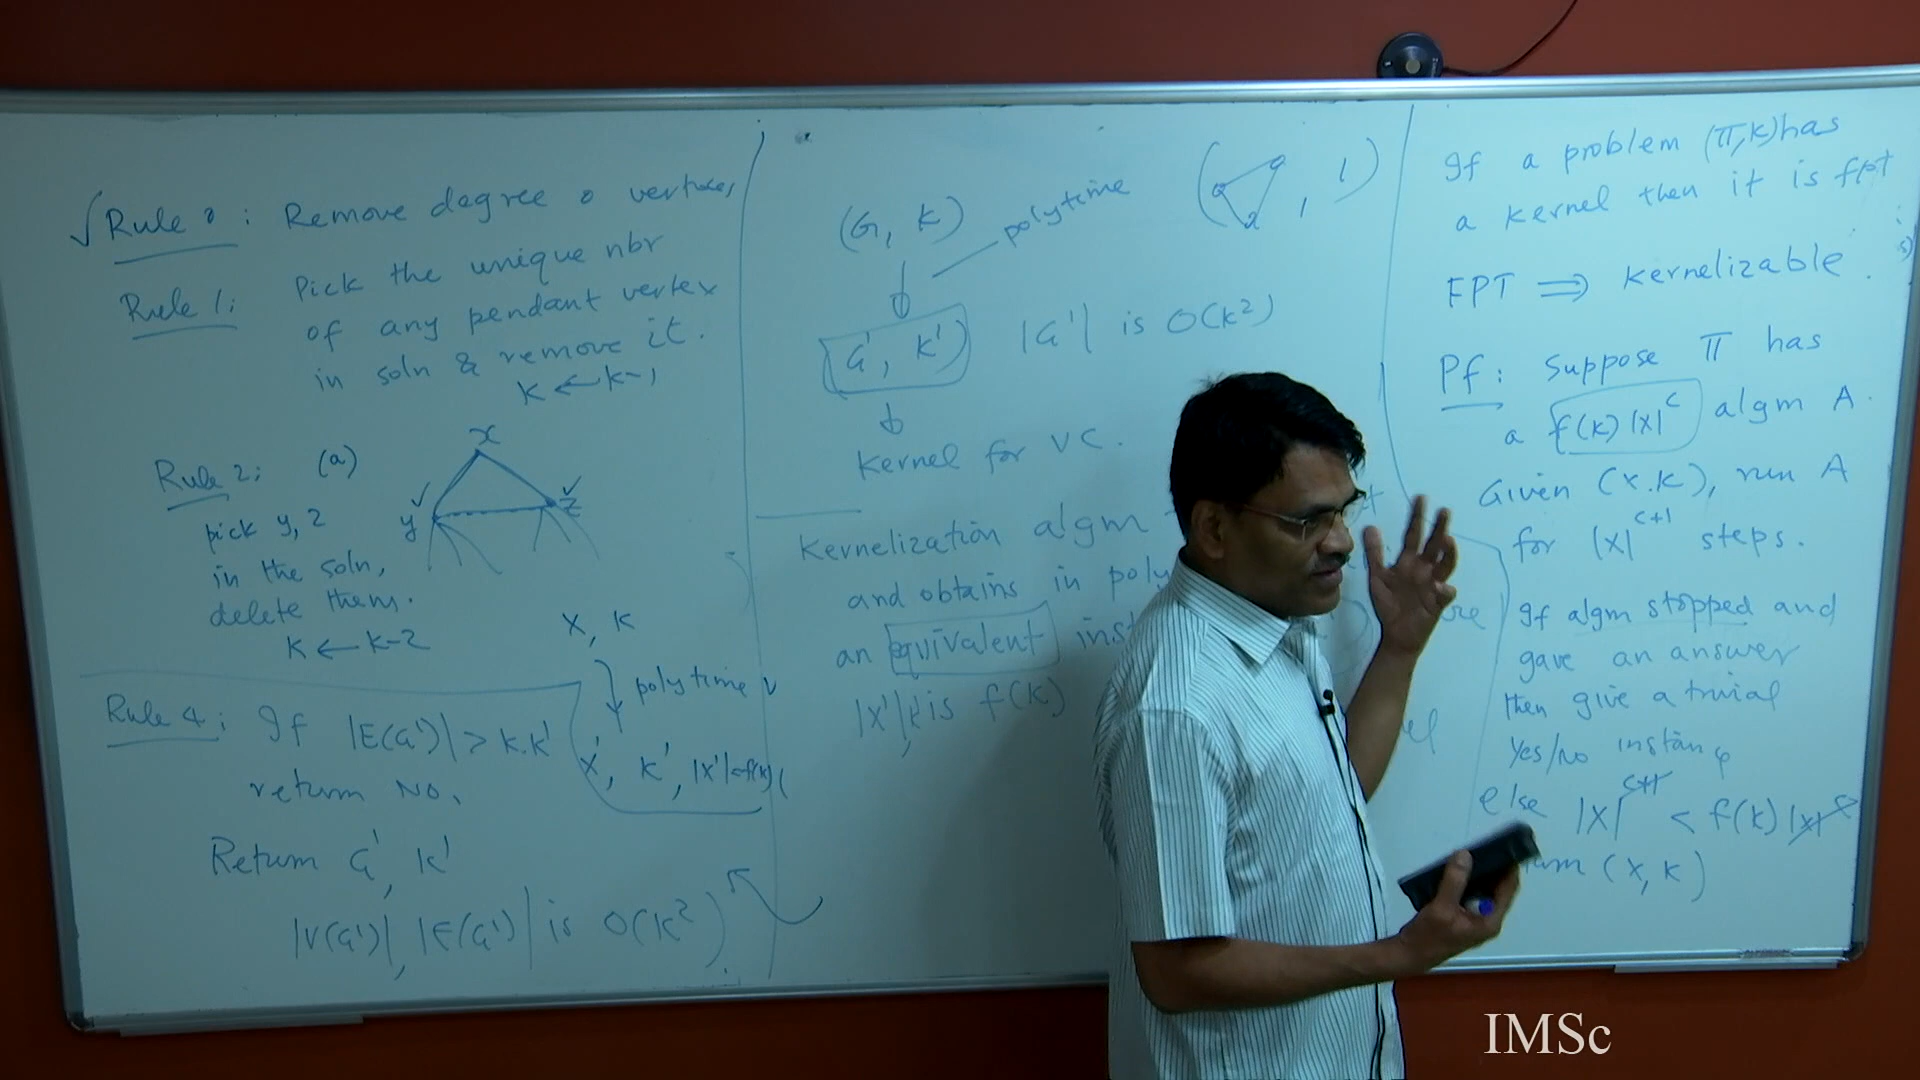 √ Rule 0 : Remove degree 0 vertices
Rule 1: Pick the unique nbr
of any pendant vertex
in soln & remove it.
K ← K-1
Rule 2: (a)
x
y
z
pick y, z
in the soln,
delete them.
K ← K-2
X, K
polytime
X', K', |X'| < f(K)
Rule 4: If |E(G')| > K.K'
return NO.
Return G', K'
|V(G')|, |E(G')| is O(K²)
(G, K)
polytime
( , 1 )
1
(G', K') |G'| is O(K²)
Kernel for VC.
Kernelization algm
and obtains in poly
an equivalent inst
|X'|, K' is f(K)
If a problem (π,K) has
a kernel then it is fpt
FPT ⟹ Kernelizable.
Pf: Suppose π has
a f(K) |X|^c algm A.
Given (X.K), run A
for |X|^{c+1} steps.
If algm stopped and
gave an answer
then give a trivial
Yes/no instance
else |X|^{c+1} < f(K) |X|^c
(X, K)
IMSc